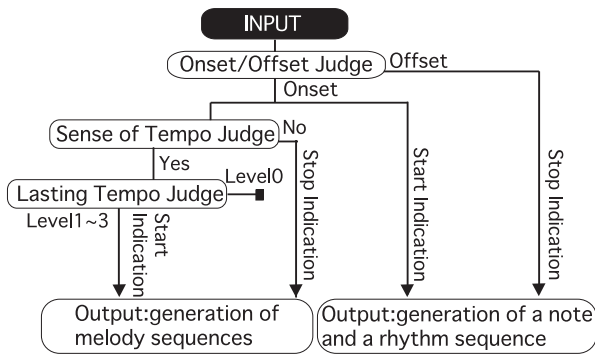 INPUT
Onset/Offset Judge
Offset
Onset
Sense of Tempo Judge
No
Yes
Lasting Tempo Judge
Level0
Level1~3
Start
Indication
Stop Indication
Start Indication
Stop Indication
Output:generation of
melody sequences
Output:generation of a note
and a rhythm sequence